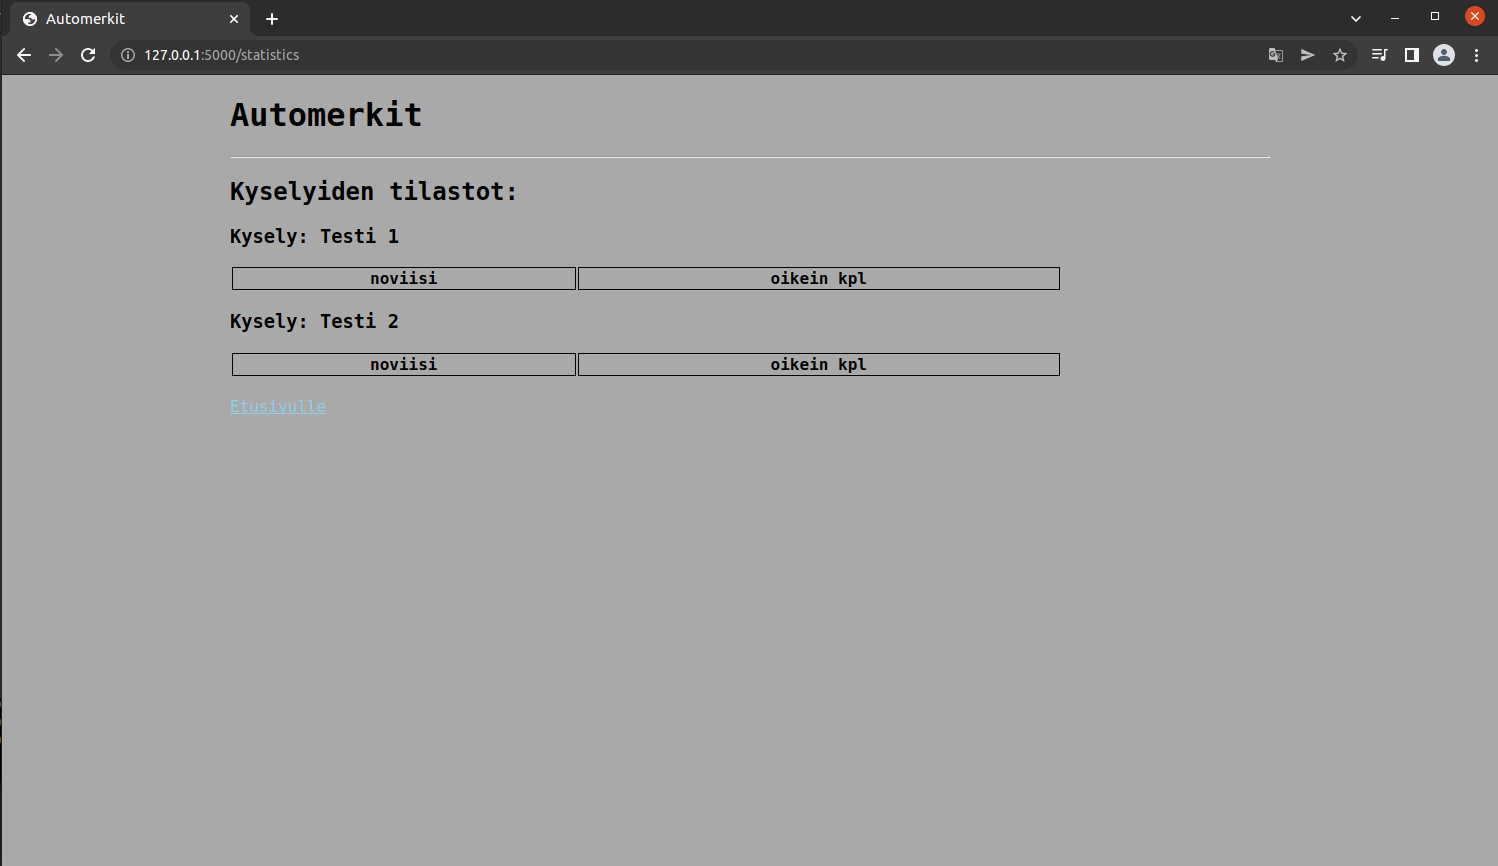 Automerkit
127.0.0.1:5000/statistics
Automerkit
Kyselyiden tilastot:
Kysely: Testi 1
noviisi oikein kpl
Kysely: Testi 2
noviisi oikein kpl
Etusivulle